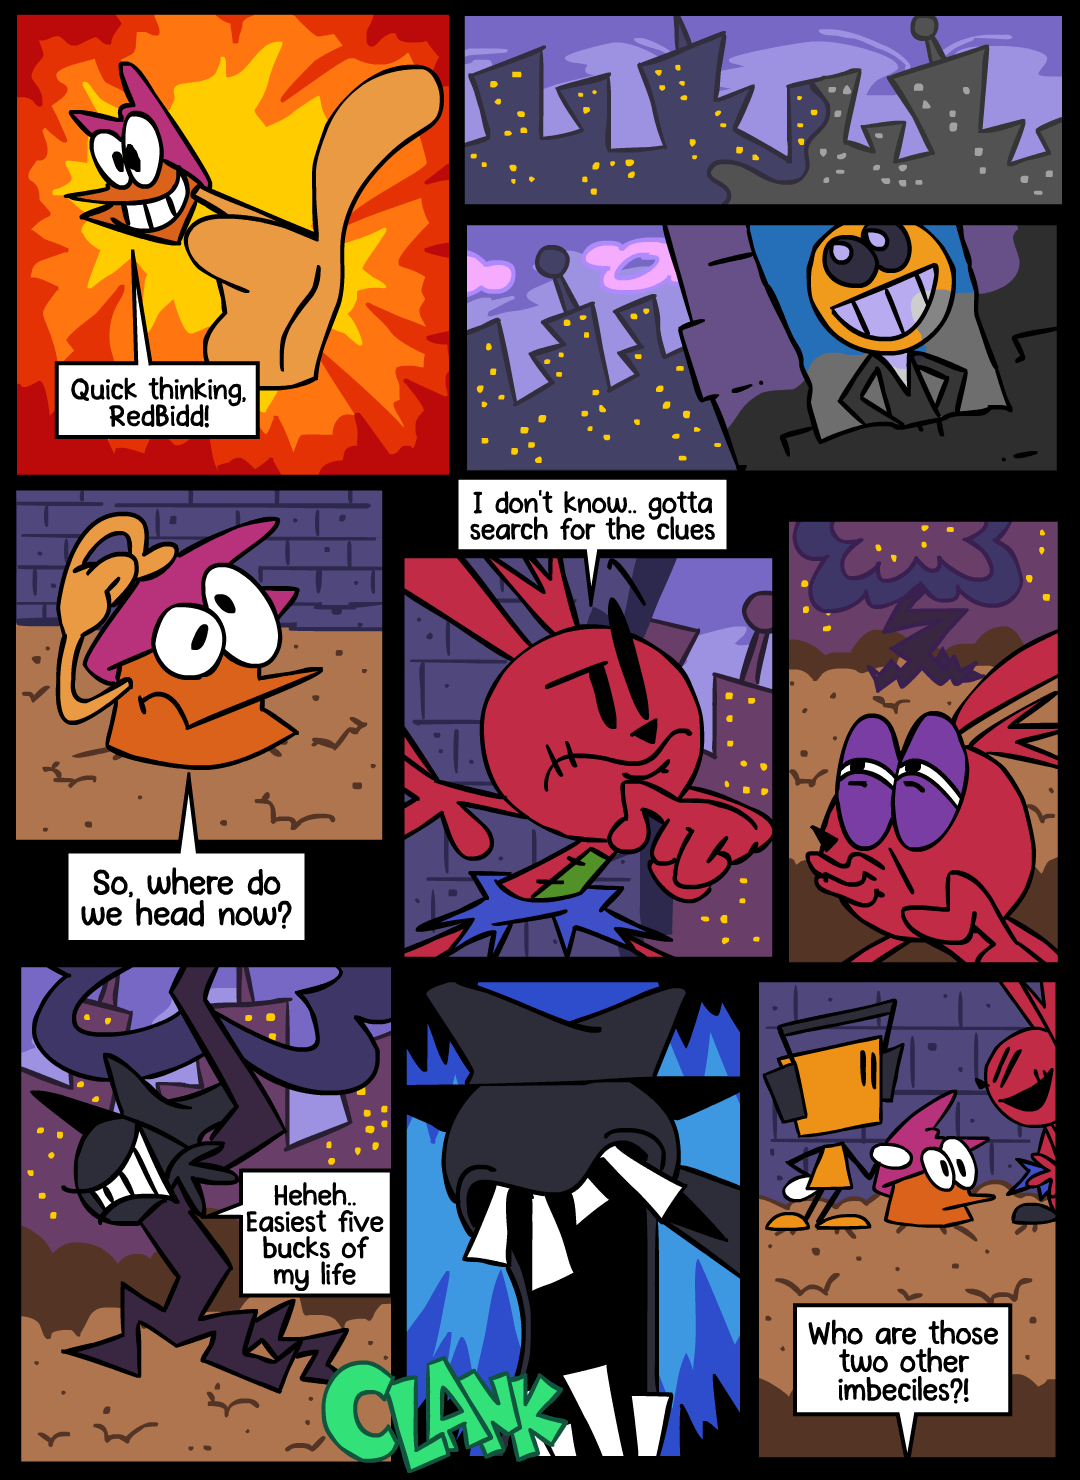 Quick thinking,
RedBidd!
I don't know.. gotta
search for the clues
So, where do
we head now?
Heheh..
Easiest five
bucks of
my life
CLANK
Who are those
two other
imbeciles?!